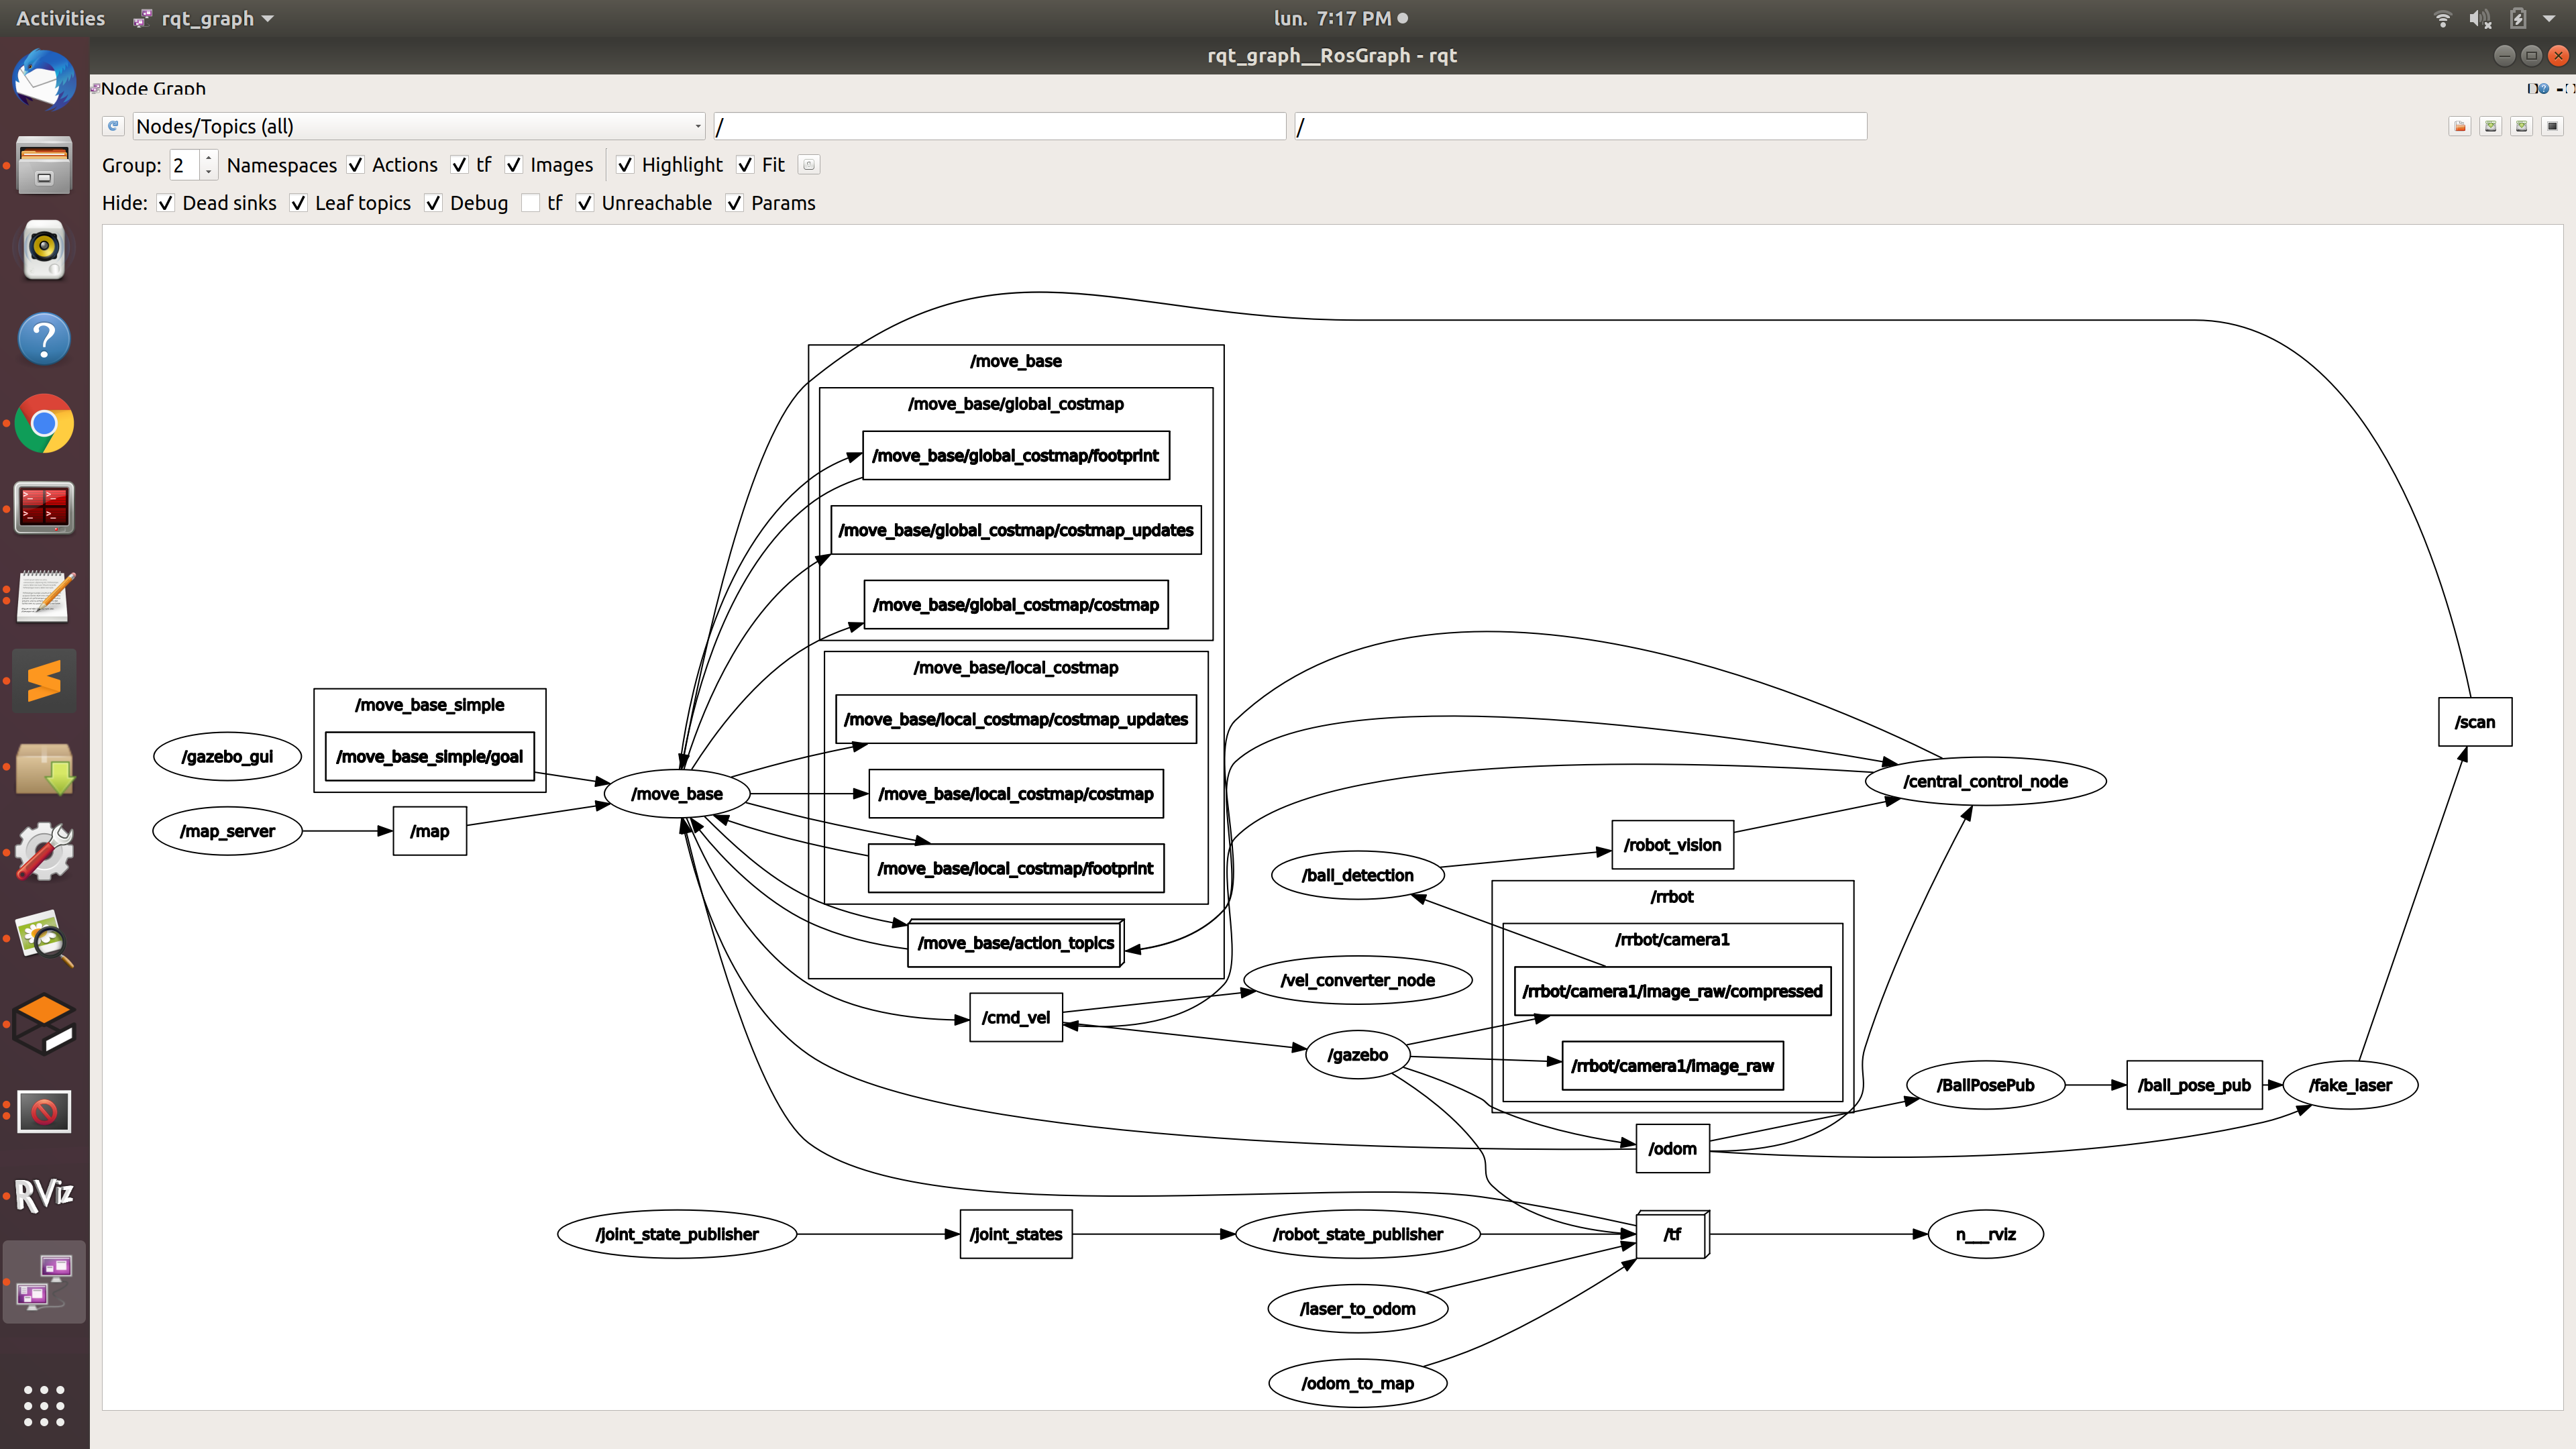 Activities rqt_graph lun. 7:17 PM
rqt_graph__RosGraph - rqt
Node Graph
Nodes/Topics (all) / /
Group: 2 Namespaces Actions tf Images Highlight Fit
Hide: Dead sinks Leaf topics Debug tf Unreachable Params
/move_base
/move_base/global_costmap
/move_base/global_costmap/footprint
/move_base/global_costmap/costmap_updates
/move_base/global_costmap/costmap
/move_base/local_costmap
/move_base/local_costmap/costmap_updates
/move_base/local_costmap/costmap
/move_base/local_costmap/footprint
/move_base/action_topics
/move_base_simple
/move_base_simple/goal
/gazebo_gui
/map_server
/map
/move_base
/cmd_vel
/central_control_node
/scan
/robot_vision
/ball_detection
/rrbot
/rrbot/camera1
/rrbot/camera1/image_raw/compressed
/rrbot/camera1/image_raw
/vel_converter_node
/gazebo
/BallPosePub
/ball_pose_pub
/fake_laser
/odom
/joint_state_publisher
/joint_states
/robot_state_publisher
/tf
n___rviz
/laser_to_odom
/odom_to_map
RViz